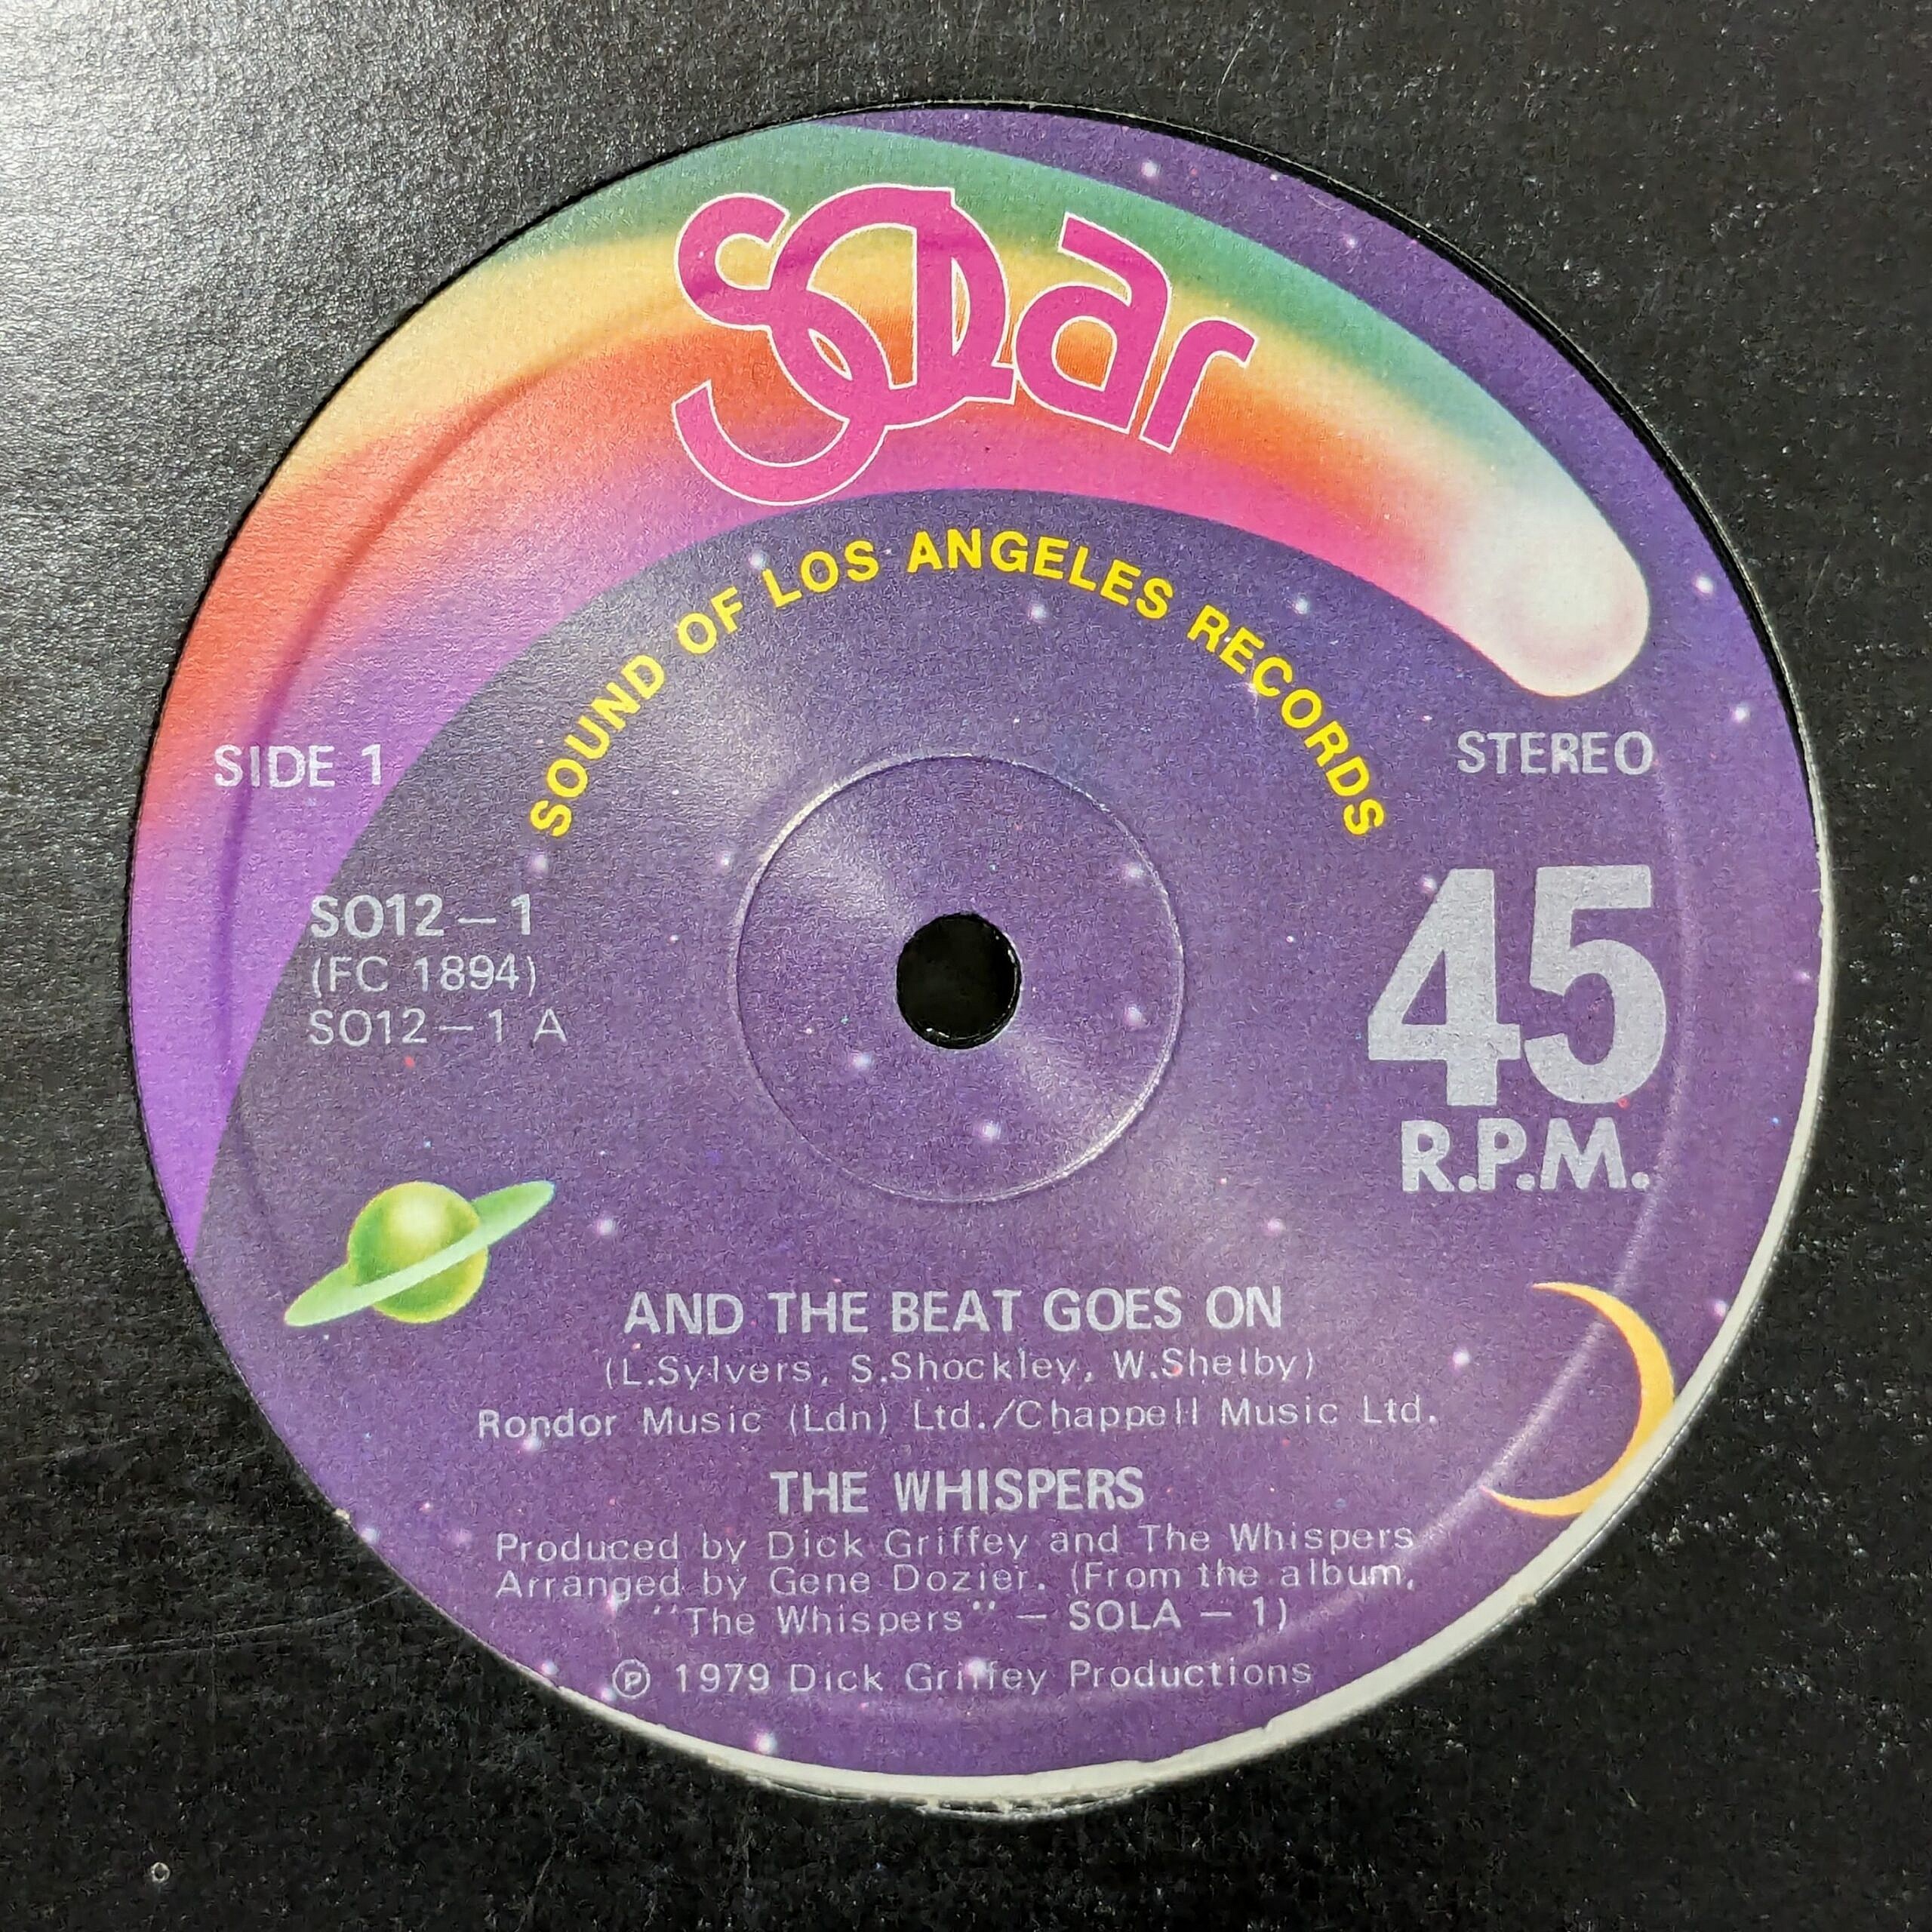 solar
SOUND OF LOS ANGELES RECORDS
SIDE 1
STEREO
SO12-1
(FC 1894)
SO12-1 A
45
R.P.M.
AND THE BEAT GOES ON
(L.Sylvers, S.Shockley, W.Shelby)
Rondor Music (Ldn) Ltd./Chappell Music Ltd.
THE WHISPERS
Produced by Dick Griffey and The Whispers
Arranged by Gene Dozier. (From the album,
"The Whispers" - SOLA - 1)
℗ 1979 Dick Griffey Productions